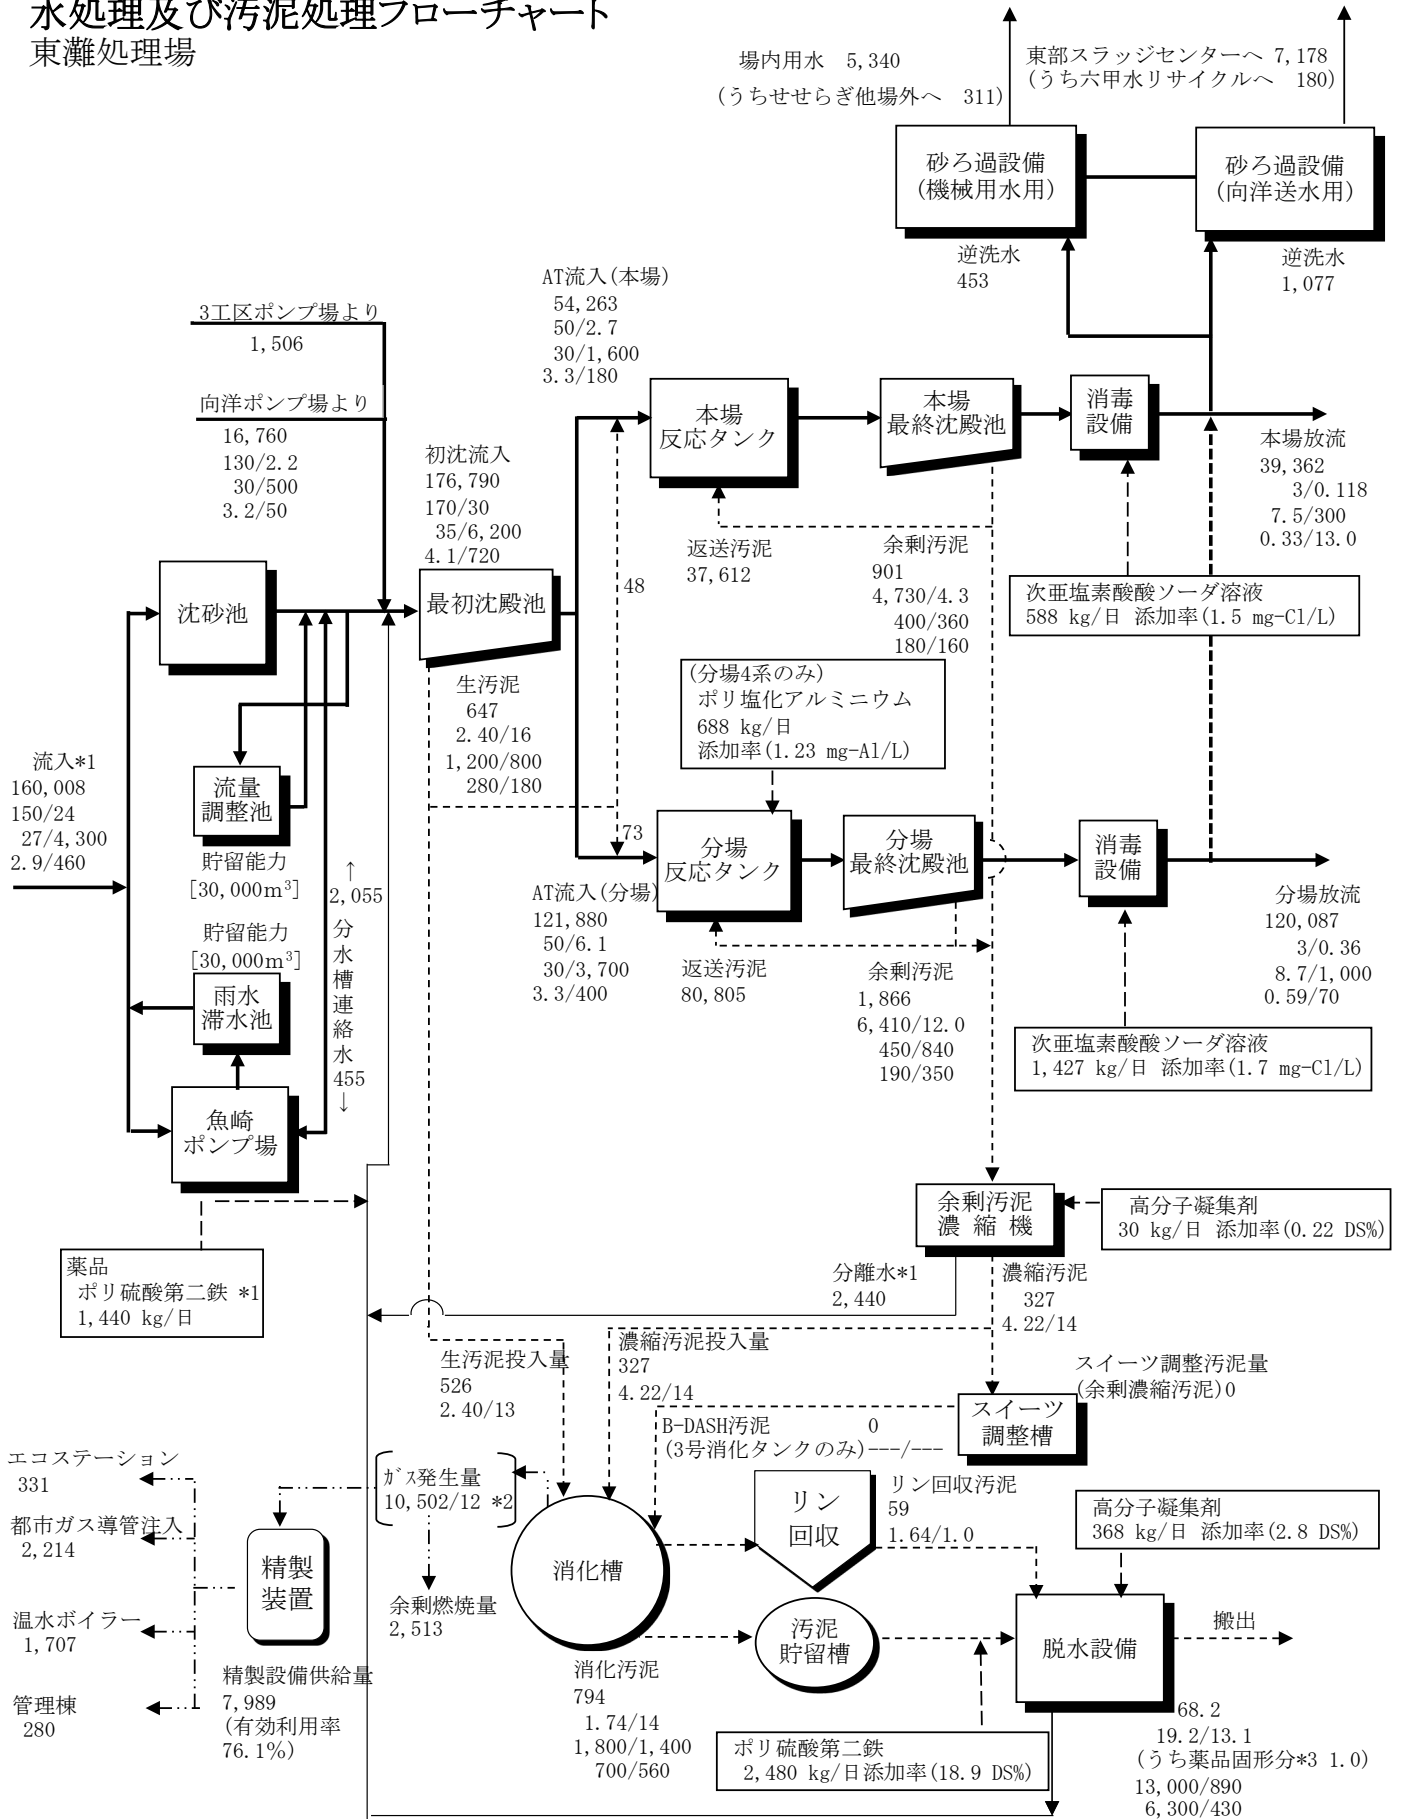 水処理及び汚泥処理フローチャート
東灘処理場
場内用水 5,340
(うちせせらぎ他場外へ 311)
東部スラッジセンターへ 7,178
(うち六甲水リサイクルへ 180)
砂ろ過設備
(機械用水用)
砂ろ過設備
(向洋送水用)
逆洗水
453
逆洗水
1,077
3工区ポンプ場より
1,506
向洋ポンプ場より
16,760
130/2.2
30/500
3.2/50
AT流入(本場)
54,263
50/2.7
30/1,600
3.3/180
初沈流入
176,790
170/30
35/6,200
4.1/720
本場
反応タンク
本場
最終沈殿池
消毒
設備
本場放流
39,362
3/0.118
7.5/300
0.33/13.0
返送汚泥
37,612
余剰汚泥
901
4,730/4.3
400/360
180/160
次亜塩素酸酸ソーダ溶液
588 kg/日 添加率(1.5 mg-Cl/L)
沈砂池
最初沈殿池
48
生汚泥
647
2.40/16
1,200/800
280/180
(分場4系のみ)
ポリ塩化アルミニウム
688 kg/日
添加率(1.23 mg-Al/L)
流入*1
160,008
150/24
27/4,300
2.9/460
流量
調整池
貯留能力
[30,000m³]
貯留能力
[30,000m³]
雨水
滞水池
↑
2,055
分
水
槽
連
絡
水
455
↓
魚崎
ポンプ場
73
AT流入(分場)
121,880
50/6.1
30/3,700
3.3/400
分場
反応タンク
分場
最終沈殿池
消毒
設備
分場放流
120,087
3/0.36
8.7/1,000
0.59/70
返送汚泥
80,805
余剰汚泥
1,866
6,410/12.0
450/840
190/350
次亜塩素酸酸ソーダ溶液
1,427 kg/日 添加率(1.7 mg-Cl/L)
薬品
ポリ硫酸第二鉄 *1
1,440 kg/日
余剰汚泥
濃 縮 機
高分子凝集剤
30 kg/日 添加率(0.22 DS%)
分離水*1
2,440
濃縮汚泥
327
4.22/14
生汚泥投入量
526
2.40/13
濃縮汚泥投入量
327
4.22/14
スイーツ調整汚泥量
(余剰濃縮汚泥)0
スイーツ
調整槽
B-DASH汚泥 0
(3号消化タンクのみ)---/---
エコステーション
331
都市ガス導管注入
2,214
温水ボイラー
1,707
管理棟
280
精製
装置
精製設備供給量
7,989
(有効利用率
76.1%)
ガス発生量
10,502/12 *2
余剰燃焼量
2,513
消化槽
リン
回収
リン回収汚泥
59
1.64/1.0
高分子凝集剤
368 kg/日 添加率(2.8 DS%)
汚泥
貯留槽
脱水設備
搬出
消化汚泥
794
1.74/14
1,800/1,400
700/560
ポリ硫酸第二鉄
2,480 kg/日添加率(18.9 DS%)
68.2
19.2/13.1
(うち薬品固形分*3 1.0)
13,000/890
6,300/430